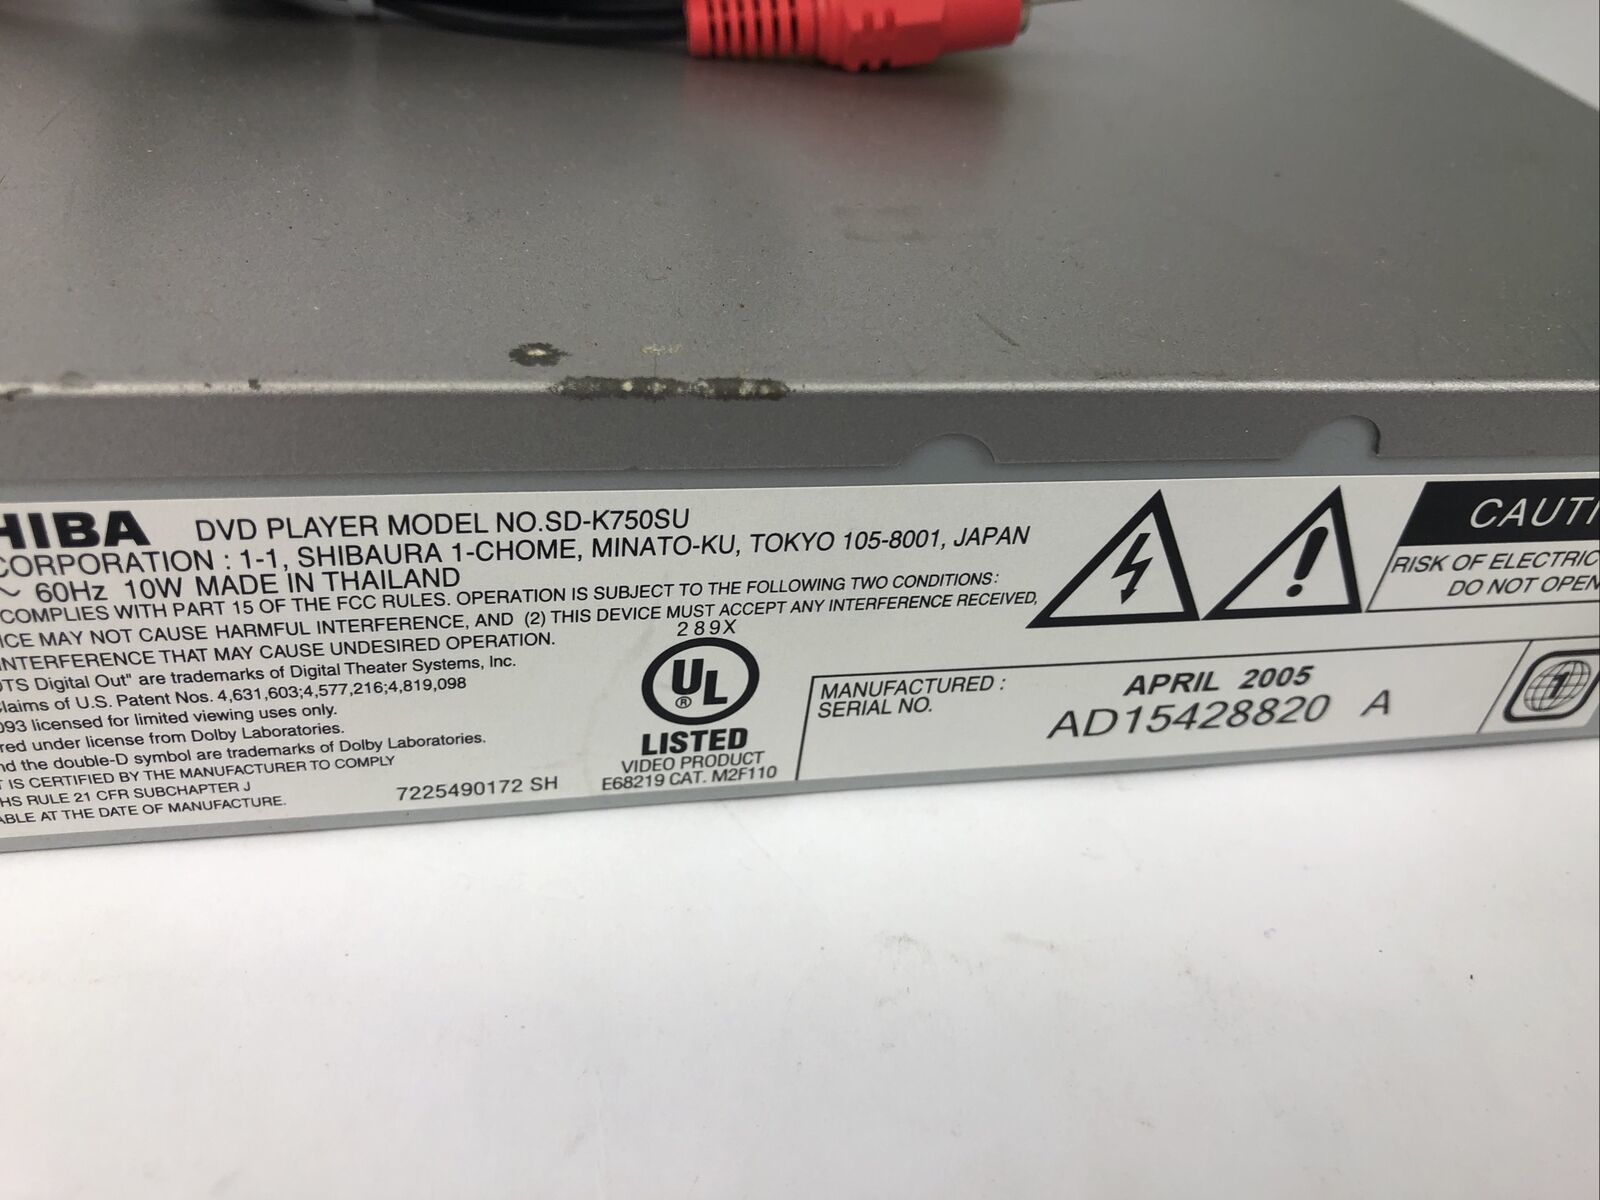 HIBA DVD PLAYER MODEL NO.SD-K750SU
CORPORATION : 1-1, SHIBAURA 1-CHOME, MINATO-KU, TOKYO 105-8001, JAPAN
~ 60Hz 10W MADE IN THAILAND
COMPLIES WITH PART 15 OF THE FCC RULES. OPERATION IS SUBJECT TO THE FOLLOWING TWO CONDITIONS:
ICE MAY NOT CAUSE HARMFUL INTERFERENCE, AND (2) THIS DEVICE MUST ACCEPT ANY INTERFERENCE RECEIVED,
INTERFERENCE THAT MAY CAUSE UNDESIRED OPERATION.
DTS Digital Out" are trademarks of Digital Theater Systems, Inc.
laims of U.S. Patent Nos. 4,631,603;4,577,216;4,819,098
093 licensed for limited viewing uses only.
red under license from Dolby Laboratories.
nd the double-D symbol are trademarks of Dolby Laboratories.
T IS CERTIFIED BY THE MANUFACTURER TO COMPLY
HS RULE 21 CFR SUBCHAPTER J
ABLE AT THE DATE OF MANUFACTURE.
7225490172 SH
289X
UL
®
LISTED
VIDEO PRODUCT
E68219 CAT. M2F110
MANUFACTURED : APRIL 2005
SERIAL NO. AD15428820 A
CAUTI
RISK OF ELECTRIC
DO NOT OPEN
1